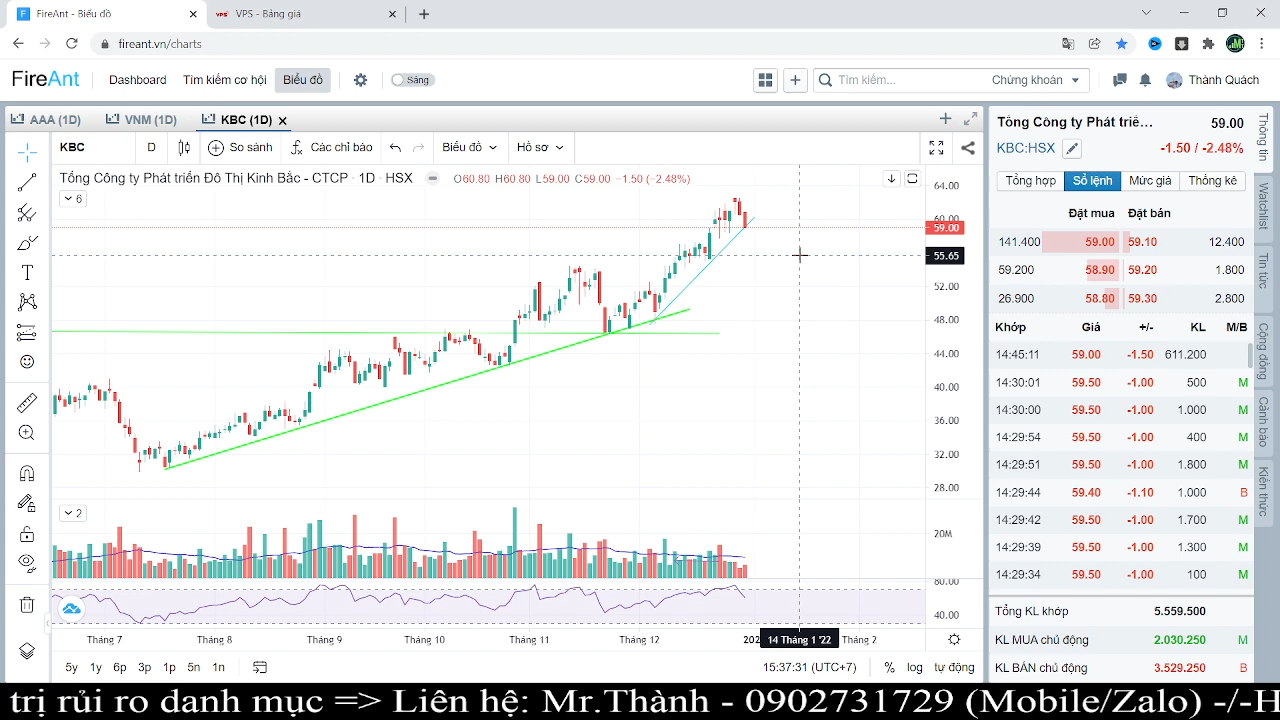 FireAnt - Biểu đồ
VPS - Bảng giá
fireant.vn/charts
FireAnt Dashboard Tìm kiếm cơ hội Biểu đồ Sáng Tìm kiếm... Chứng khoán Thành Quách
AAA (1D) VNM (1D) KBC (1D)
KBC D So sánh Các chỉ báo Biểu đồ Hồ sơ
Tổng Công ty Phát triển Đô Thị Kinh Bắc - CTCP · 1D · HSX O60.80 H60.80 L59.00 C59.00 −1.50 (−2.48%)
6
64.00
60.00
59.00
55.65
52.00
48.00
44.00
40.00
36.00
32.00
28.00
2
20M
80.00
40.00
Tháng 7 Tháng 8 Tháng 9 Tháng 10 Tháng 11 Tháng 12 202 14 Tháng 1 '22 Tháng 2
5y 1y 6p 3p 1p 5n 1n 15:37:31 (UTC+7) % log tự động
Tổng Công ty Phát triể... 59.00
KBC:HSX -1.50 / -2.48%
Tổng hợp Sổ lệnh Mức giá Thống kê
Đặt mua Đặt bán
141.400 59.00 59.10 12.400
59.200 58.90 59.20 1.800
26.900 58.80 59.30 2.800
Khớp Giá +/- KL M/B
14:45:11 59.00 -1.50 611.200
14:30:01 59.50 -1.00 500 M
14:30:00 59.50 -1.00 1.000 M
14:29:54 59.50 -1.00 400 M
14:29:51 59.50 -1.00 1.800 M
14:29:44 59.40 -1.10 1.000 B
14:29:42 59.50 -1.00 1.700 M
14:29:39 59.50 -1.00 1.300 M
14:29:34 59.50 -1.00 100 M
Tổng KL khớp 5.559.500
KL MUA chủ động 2.030.250 M
KL BÁN chủ động 3.529.250 B
Thông tin
Watchlist
Tin tức
Cộng đồng
Cảnh báo
Kiến thức
trị rủi ro danh mục => Liên hệ: Mr.Thành - 0902731729 (Mobile/Zalo) -/-H